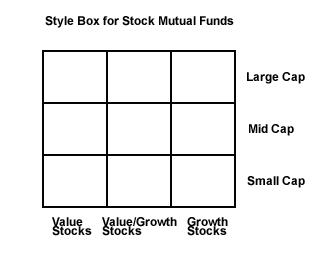 Style Box for Stock Mutual Funds
Large Cap
Mid Cap
Small Cap
Value Value/Growth Growth
Stocks Stocks Stocks